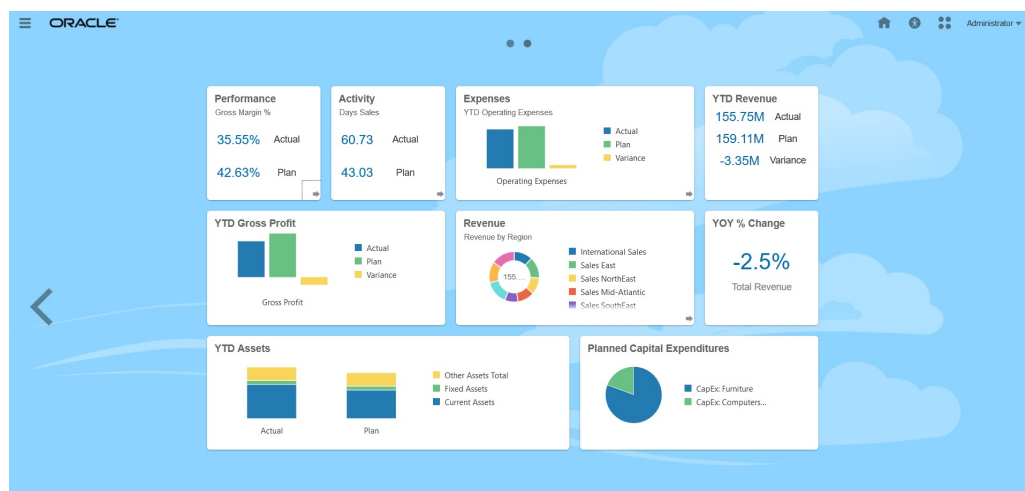 ORACLE
Administrator
Performance
Gross Margin %
35.55% Actual
42.63% Plan
Activity
Days Sales
60.73 Actual
43.03 Plan
Expenses
YTD Operating Expenses
Actual
Plan
Variance
Operating Expenses
YTD Revenue
155.75M Actual
159.11M Plan
-3.35M Variance
YTD Gross Profit
Actual
Plan
Variance
Gross Profit
Revenue
Revenue by Region
155....
International Sales
Sales East
Sales NorthEast
Sales Mid-Atlantic
Sales SouthEast
YOY % Change
-2.5%
Total Revenue
YTD Assets
Other Assets Total
Fixed Assets
Current Assets
Actual
Plan
Planned Capital Expenditures
CapEx: Furniture
CapEx: Computers...